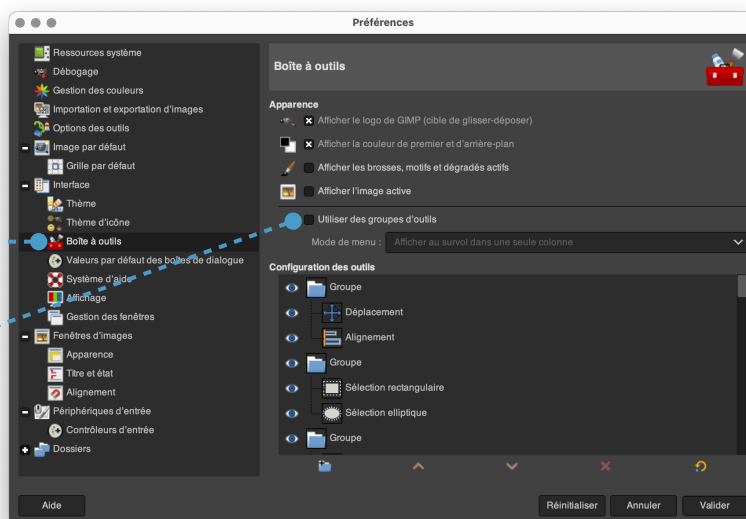 Préférences
Ressources système
Débogage
Gestion des couleurs
Importation et exportation d'images
Options des outils
Image par défaut
Grille par défaut
Interface
Thème
Thème d'icône
Boîte à outils
Valeurs par défaut des boîtes de dialogue
Système d'aide
Affichage
Gestion des fenêtres
Fenêtres d'images
Apparence
Titre et état
Alignement
Périphériques d'entrée
Contrôleurs d'entrée
Dossiers
Boîte à outils
Apparence
Afficher le logo de GIMP (cible de glisser-déposer)
Afficher la couleur de premier et d'arrière-plan
Afficher les brosses, motifs et dégradés actifs
Afficher l'image active
Utiliser des groupes d'outils
Mode de menu : Afficher au survol dans une seule colonne
Configuration des outils
Groupe
Déplacement
Alignement
Groupe
Sélection rectangulaire
Sélection elliptique
Groupe
Aide
Réinitialiser
Annuler
Valider